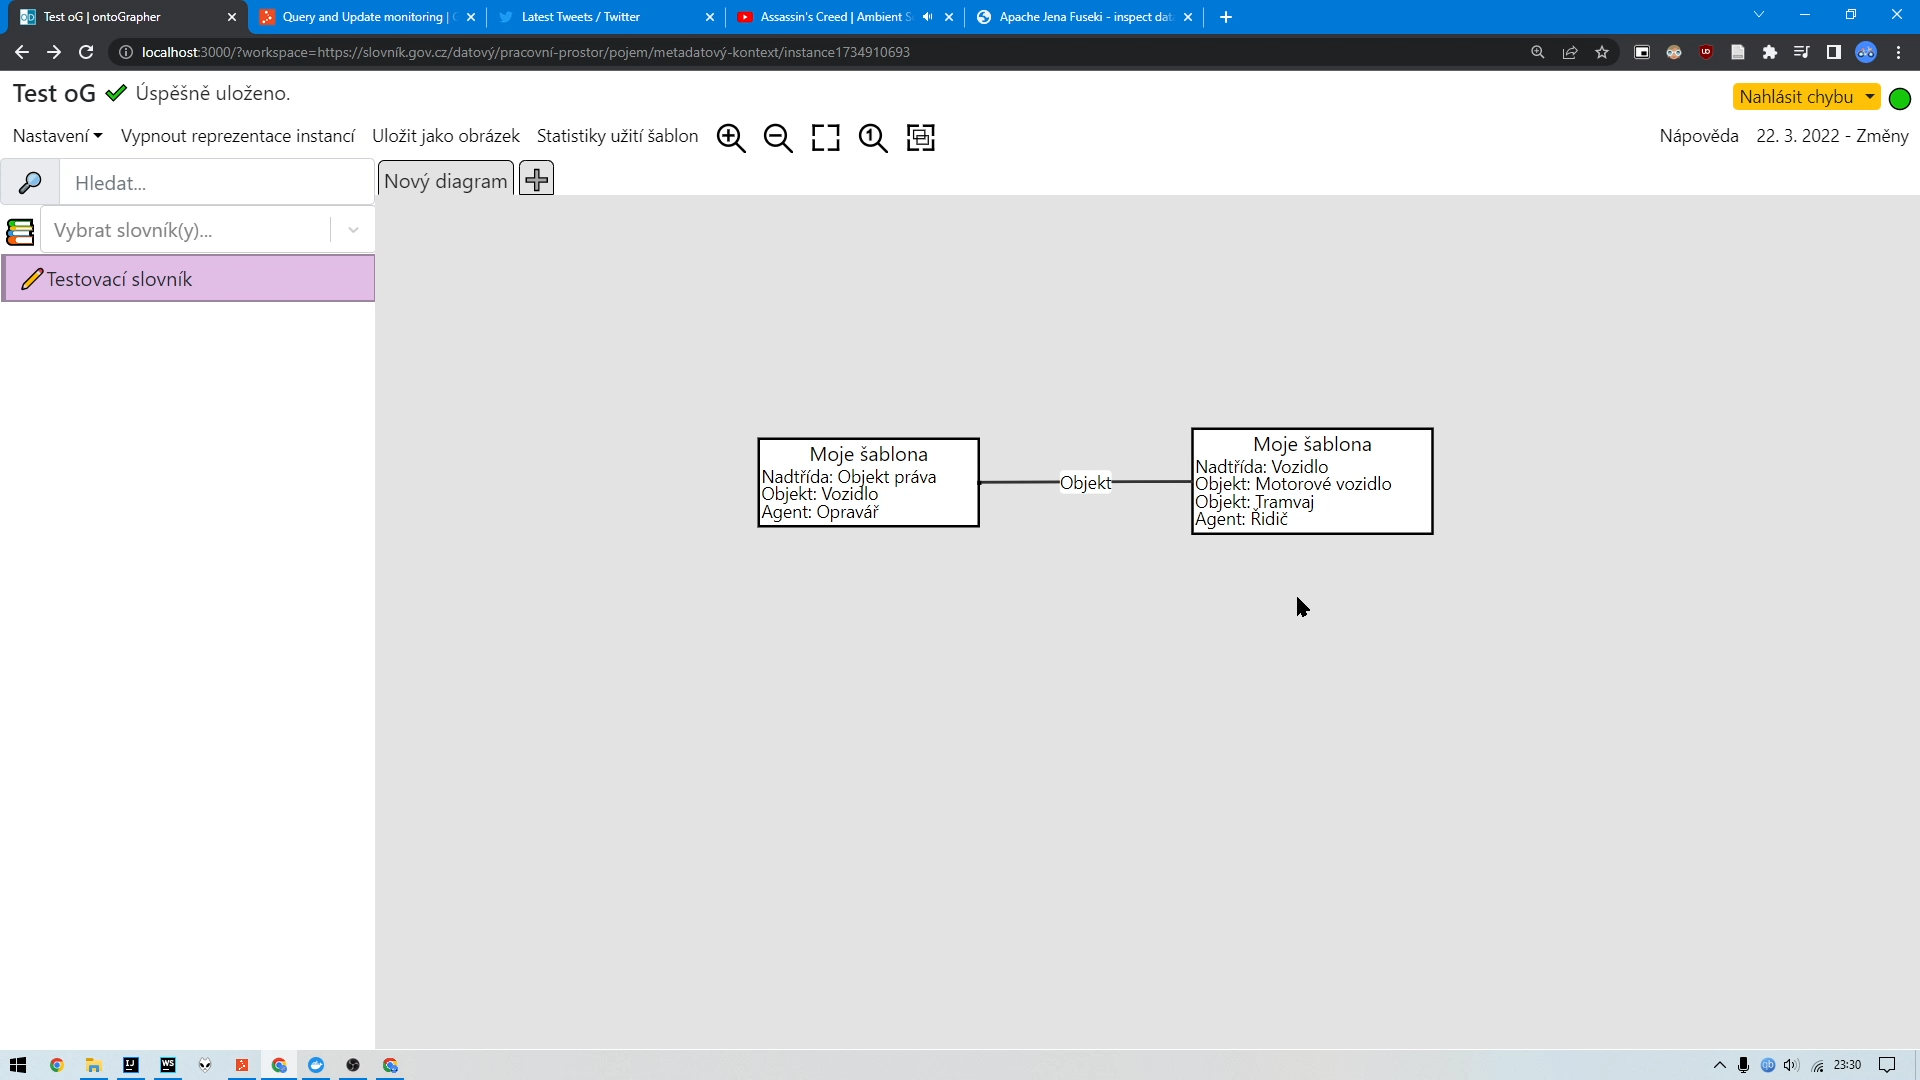 Test oG | ontoGrapher
Query and Update monitoring |
Latest Tweets / Twitter
Assassin's Creed | Ambient
Apache Jena Fuseki - inspect dat
localhost:3000/?workspace=https://slovník.gov.cz/datový/pracovní-prostor/pojem/metadatový-kontext/instance1734910693
Test oG Úspěšně uloženo.
Nahlásit chybu
Nastavení Vypnout reprezentace instancí Uložit jako obrázek Statistiky užití šablon
Nápověda 22. 3. 2022 - Změny
Hledat...
Nový diagram
Vybrat slovník(y)...
Testovací slovník
Moje šablona
Nadtřída: Objekt práva
Objekt: Vozidlo
Agent: Opravář
Objekt
Moje šablona
Nadtřída: Vozidlo
Objekt: Motorové vozidlo
Objekt: Tramvaj
Agent: Řidič
23:30